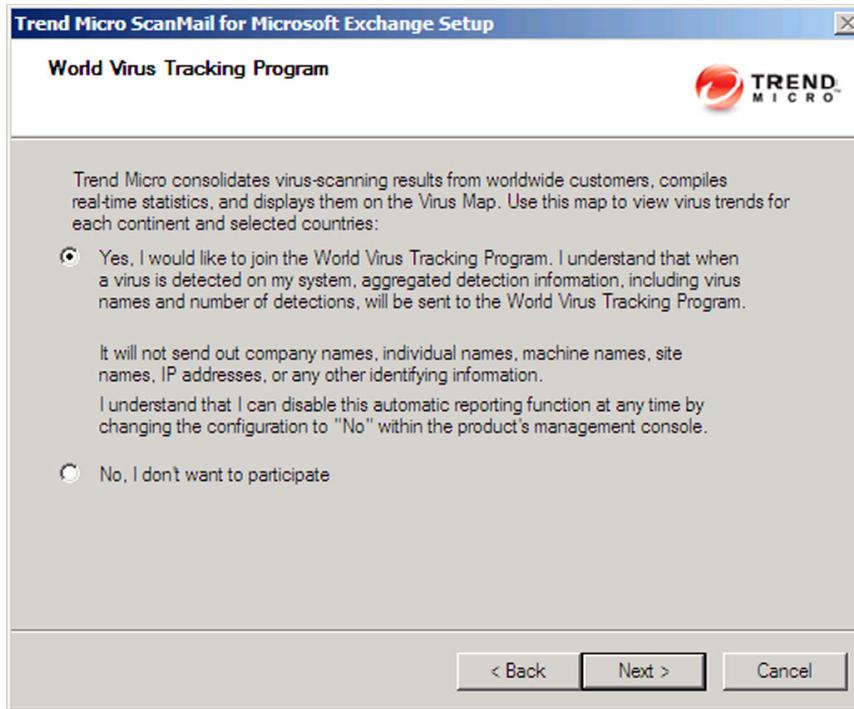 Trend Micro ScanMail for Microsoft Exchange Setup
World Virus Tracking Program
TREND
MICRO™
Trend Micro consolidates virus-scanning results from worldwide customers, compiles
real-time statistics, and displays them on the Virus Map. Use this map to view virus trends for
each continent and selected countries:
Yes, I would like to join the World Virus Tracking Program. I understand that when
a virus is detected on my system, aggregated detection information, including virus
names and number of detections, will be sent to the World Virus Tracking Program.
It will not send out company names, individual names, machine names, site
names, IP addresses, or any other identifying information.
I understand that I can disable this automatic reporting function at any time by
changing the configuration to "No" within the product's management console.
No, I don't want to participate
< Back
Next >
Cancel